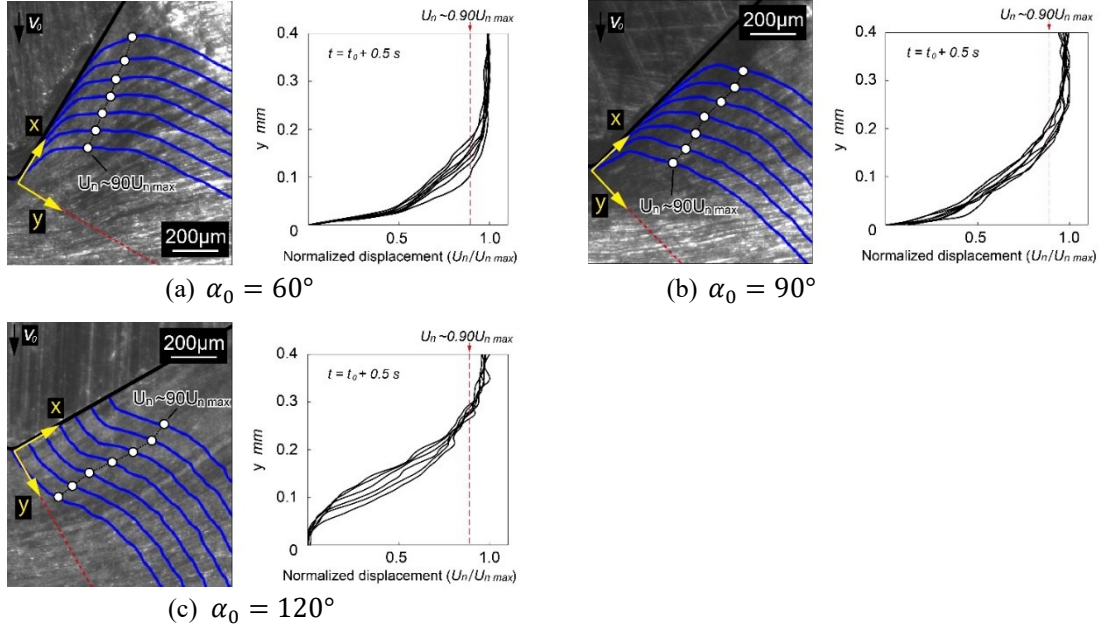 V₀
x
y
Uₙ~90Uₙ ₘₐₓ
200μm
Uₙ~0.90Uₙ ₘₐₓ
t = t₀ + 0.5 s
y mm
0.4
0.3
0.2
0.1
0
0.5
1.0
Normalized displacement (Uₙ/Uₙ ₘₐₓ)
(a) α₀ = 60°
V₀
200μm
x
y
Uₙ~90Uₙ ₘₐₓ
Uₙ~0.90Uₙ ₘₐₓ
t = t₀ + 0.5 s
y mm
0.4
0.3
0.2
0.1
0
0.5
1.0
Normalized displacement (Uₙ/Uₙ ₘₐₓ)
(b) α₀ = 90°
V₀
200μm
Uₙ~90Uₙ ₘₐₓ
x
y
Uₙ~0.90Uₙ ₘₐₓ
t = t₀ + 0.5 s
y mm
0.4
0.3
0.2
0.1
0
0.5
1.0
Normalized displacement (Uₙ/Uₙ ₘₐₓ)
(c) α₀ = 120°